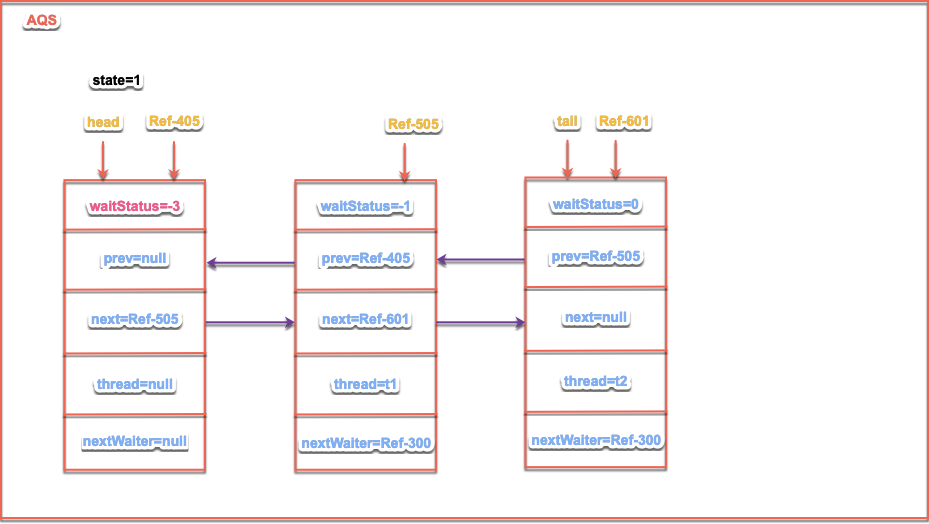 AQS
state=1
head
Ref-405
Ref-505
tail
Ref-601
waitStatus=-3
waitStatus=-1
waitStatus=0
prev=null
prev=Ref-405
prev=Ref-505
next=Ref-505
next=Ref-601
next=null
thread=null
thread=t1
thread=t2
nextWaiter=null
nextWaiter=Ref-300
nextWaiter=Ref-300